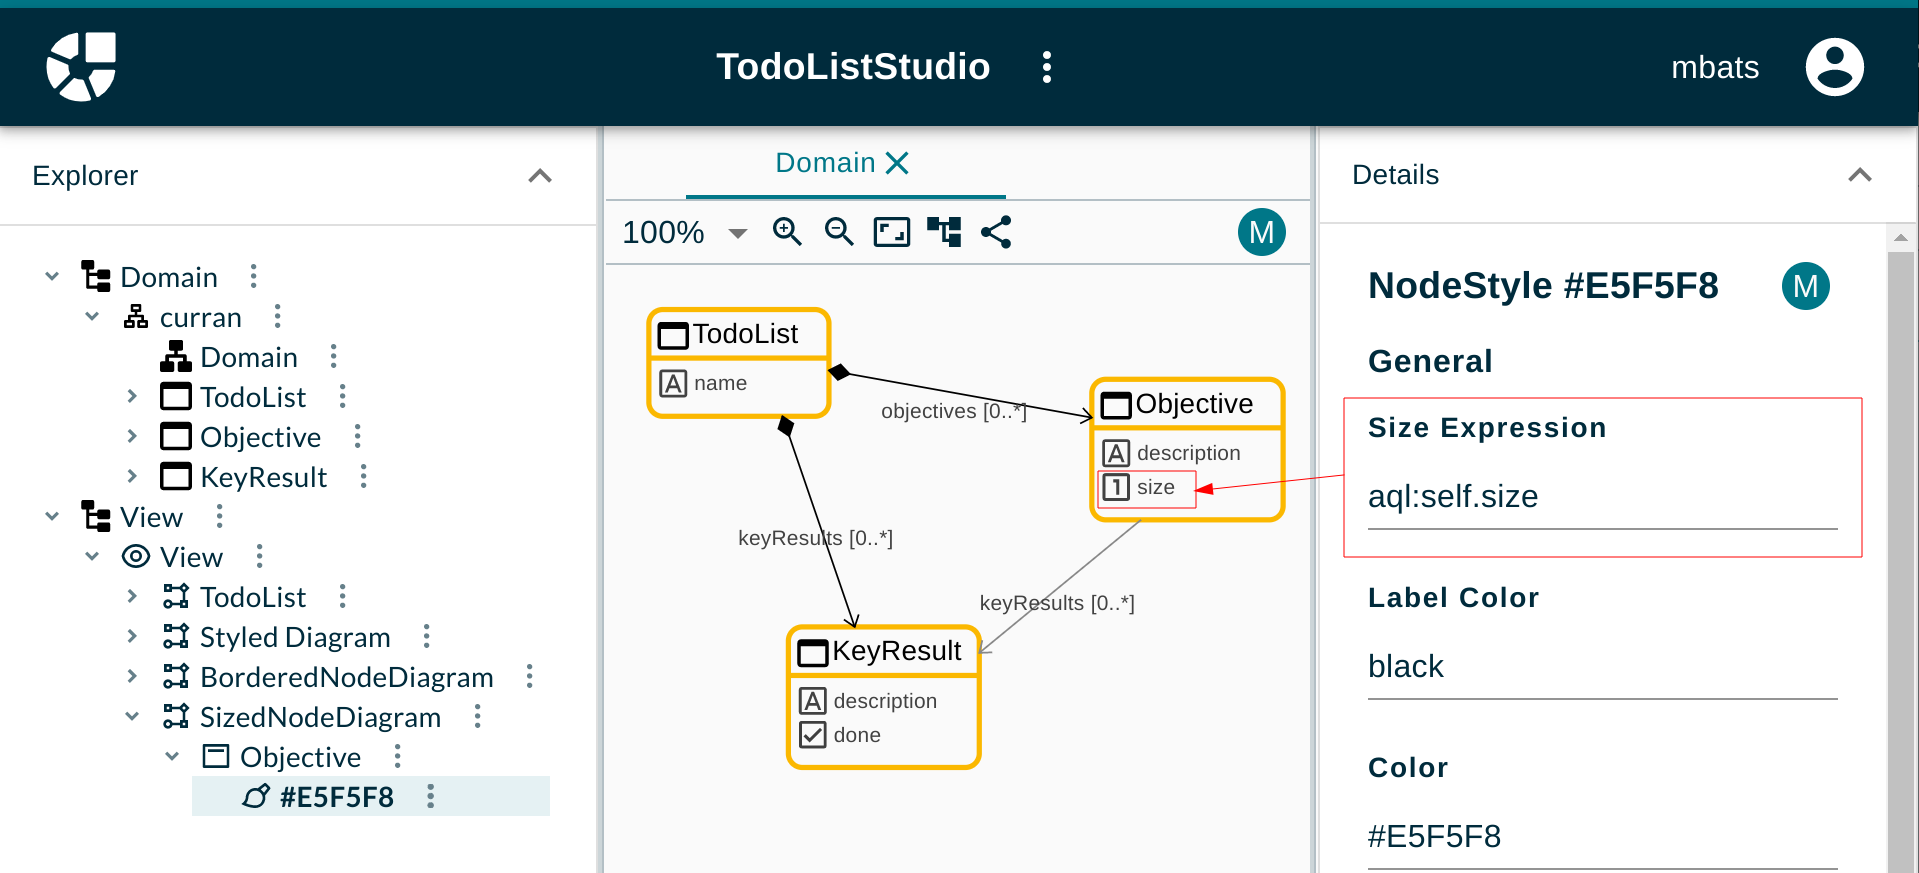 TodoListStudio
mbats
Explorer
Domain
curran
Domain
TodoList
Objective
KeyResult
View
View
TodoList
Styled Diagram
BorderedNodeDiagram
SizedNodeDiagram
Objective
#E5F5F8
Domain
100%
M
TodoList
name
objectives [0..*]
Objective
description
size
keyResults [0..*]
keyResults [0..*]
KeyResult
description
done
Details
NodeStyle #E5F5F8
M
General
Size Expression
aql:self.size
Label Color
black
Color
#E5F5F8